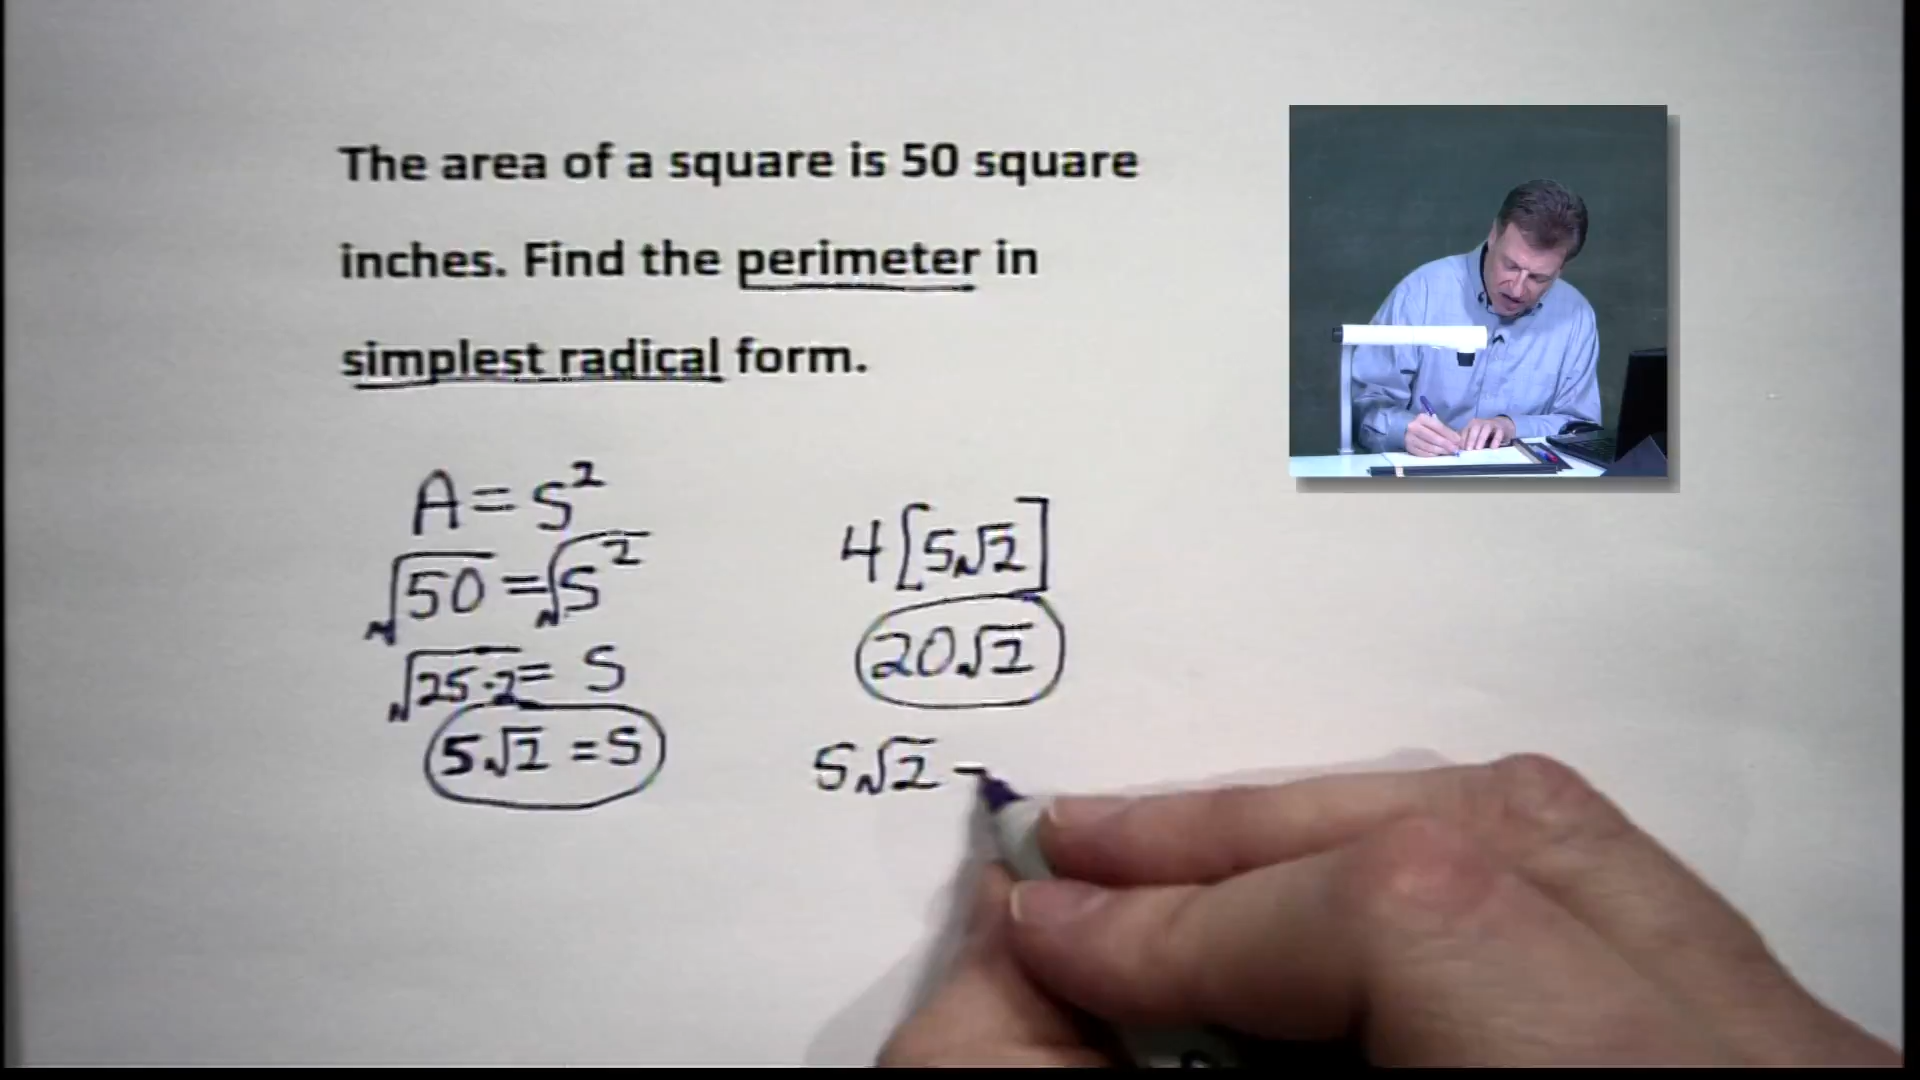 The area of a square is 50 square
inches. Find the perimeter in
simplest radical form.
A = S²
√50 = √S²
√25·2 = S
5√2 = S
4[5√2]
20√2
5√2 -